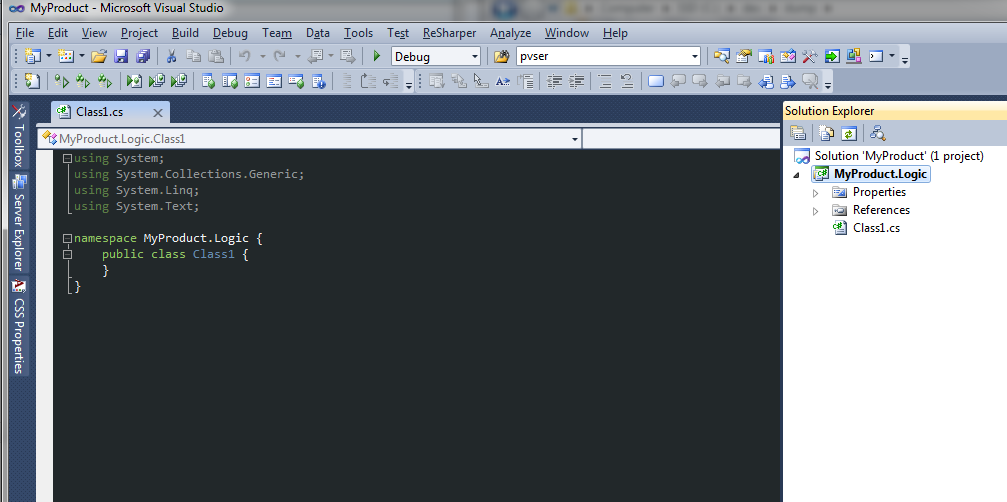 MyProduct - Microsoft Visual Studio
File Edit View Project Build Debug Team Data Tools Test ReSharper Analyze Window Help
Debug pvser
Class1.cs
MyProduct.Logic.Class1
using System;
using System.Collections.Generic;
using System.Linq;
using System.Text;
namespace MyProduct.Logic {
public class Class1 {
}
}
Toolbox
Server Explorer
CSS Properties
Solution Explorer
Solution 'MyProduct' (1 project)
MyProduct.Logic
Properties
References
Class1.cs